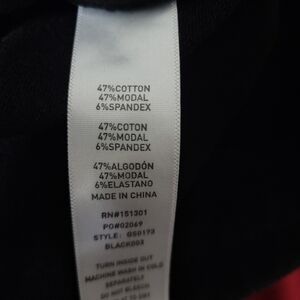 47%COTTON
47%MODAL
6%SPANDEX
47%COTON
47%MODAL
6%SPANDEX
47%ALGODÓN
47%MODAL
6%ELASTANO
MADE IN CHINA
RN#151301
PO#02069
STYLE: GS0173
BLACK003
TURN INSIDE OUT
MACHINE WASH IN COLD
SEPARATELY
DO NOT BLEACH